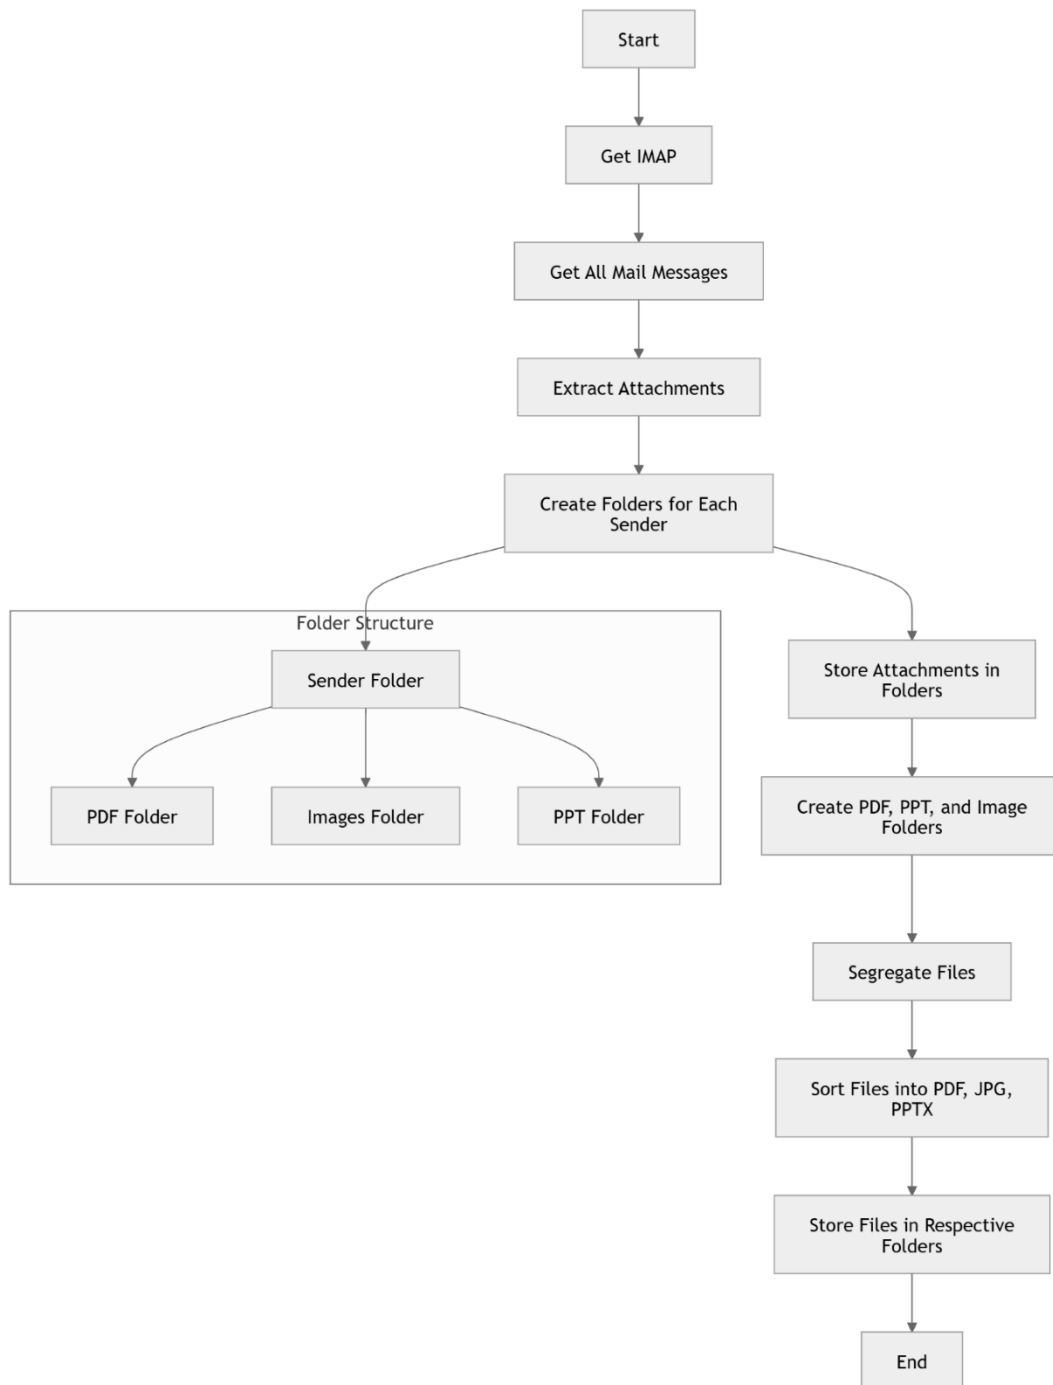 Start
Get IMAP
Get All Mail Messages
Extract Attachments
Create Folders for Each
Sender
Folder Structure
Sender Folder
PDF Folder
Images Folder
PPT Folder
Store Attachments in
Folders
Create PDF, PPT, and Image
Folders
Segregate Files
Sort Files into PDF, JPG,
PPTX
Store Files in Respective
Folders
End